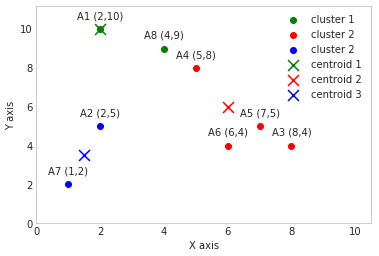 A1 (2,10)
cluster 1
cluster 2
cluster 2
centroid 1
centroid 2
centroid 3
A8 (4,9)
A4 (5,8)
A2 (2,5)
A5 (7,5)
A6 (6,4)
A3 (8,4)
A7 (1,2)
Y axis
10
8
6
4
2
0
0
2
4
6
8
10
X axis